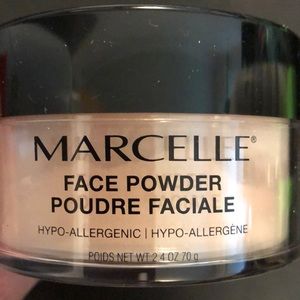 MARCELLE®
FACE POWDER
POUDRE FACIALE
HYPO-ALLERGENIC | HYPO-ALLERGÈNE
POIDS NET WT 2.4 OZ 70 g